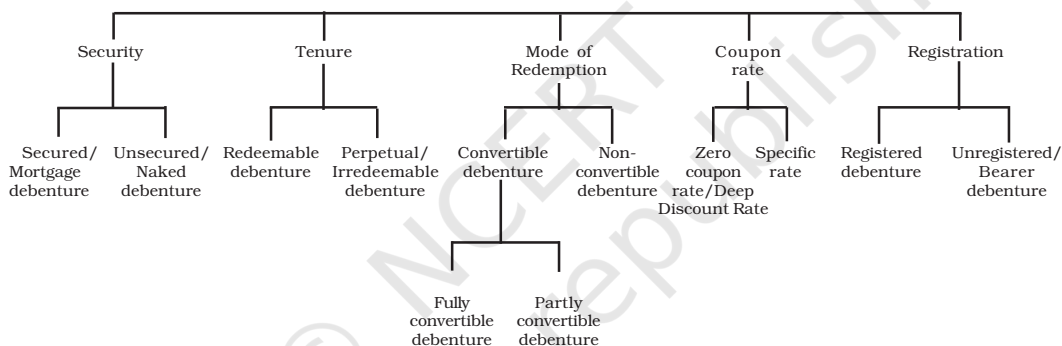 Security
Tenure
Mode of
Redemption
Coupon
rate
Registration
Secured/
Mortgage
debenture
Unsecured/
Naked
debenture
Redeemable
debenture
Perpetual/
Irredeemable
debenture
Convertible
debenture
Non-
convertible
debenture
Zero
coupon
rate/Deep
Discount Rate
Specific
rate
Registered
debenture
Unregistered/
Bearer
debenture
Fully
convertible
debenture
Partly
convertible
debenture
© NCERT
republish